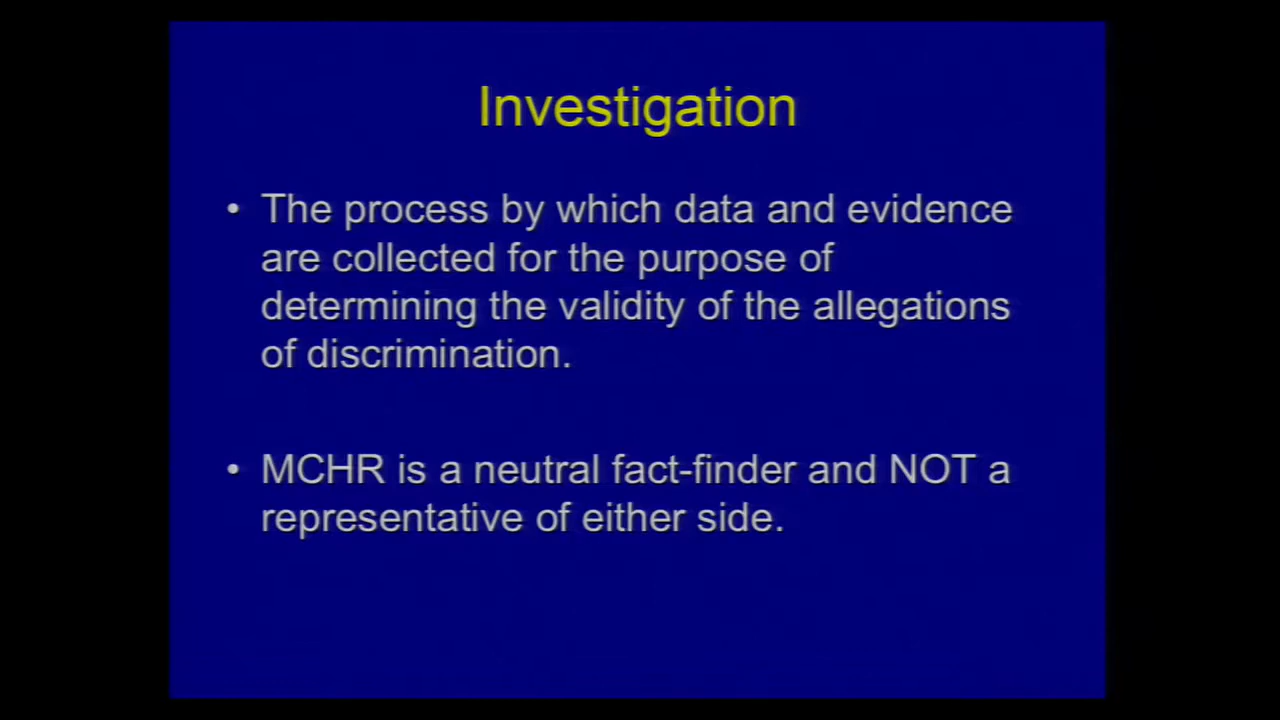 Investigation
• The process by which data and evidence
are collected for the purpose of
determining the validity of the allegations
of discrimination.
• MCHR is a neutral fact-finder and NOT a
representative of either side.